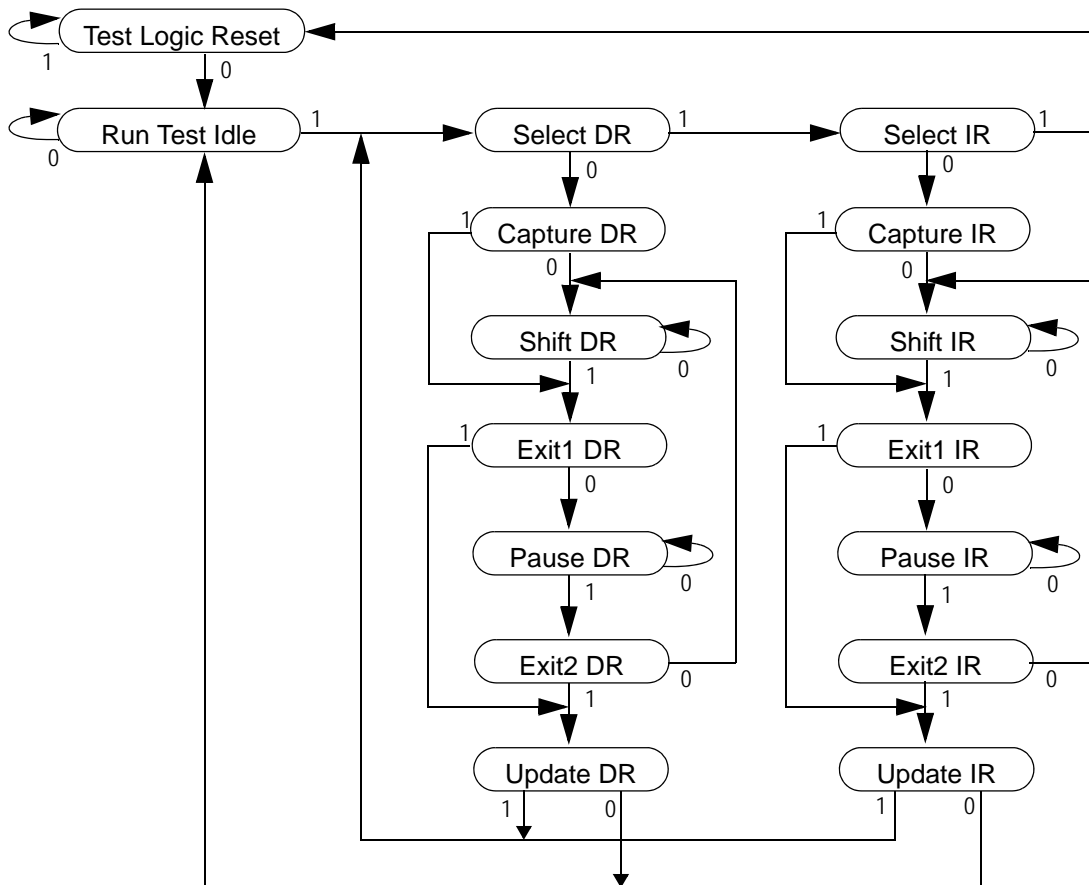 Test Logic Reset
1
0
Run Test Idle
1
Select DR
1
Select IR
1
0
0
0
1
Capture DR
1
Capture IR
0
0
Shift DR
Shift IR
1
0
1
0
1
Exit1 DR
1
Exit1 IR
0
0
Pause DR
Pause IR
1
0
1
0
Exit2 DR
Exit2 IR
1
0
1
0
Update DR
Update IR
1
0
1
0